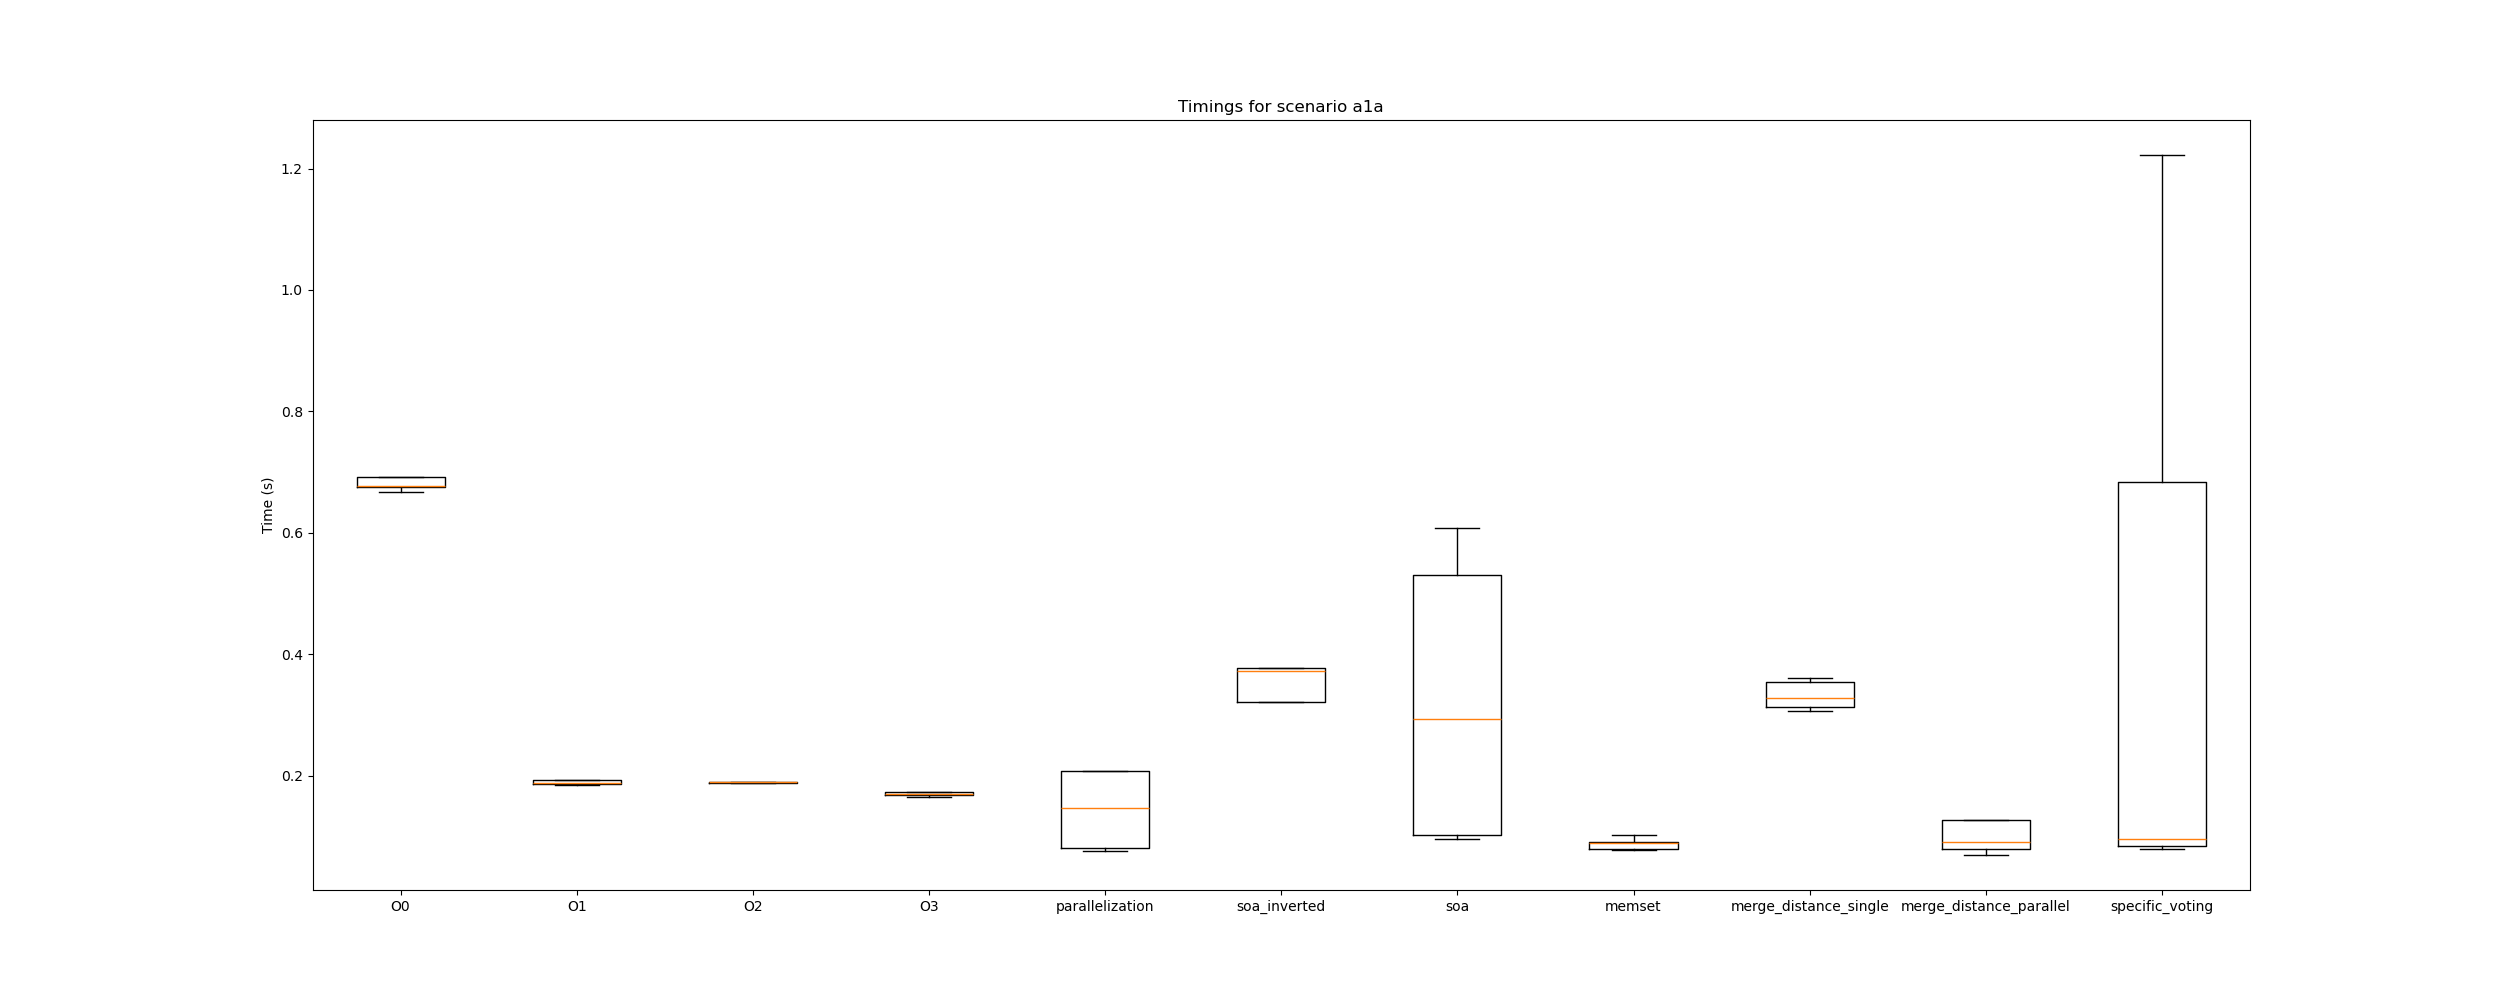 Timings for scenario a1a
1.2
1.0
0.8
0.6
0.4
0.2
Time (s)
O0 O1 O2 O3 parallelization soa_inverted soa memset merge_distance_single merge_distance_parallel specific_voting